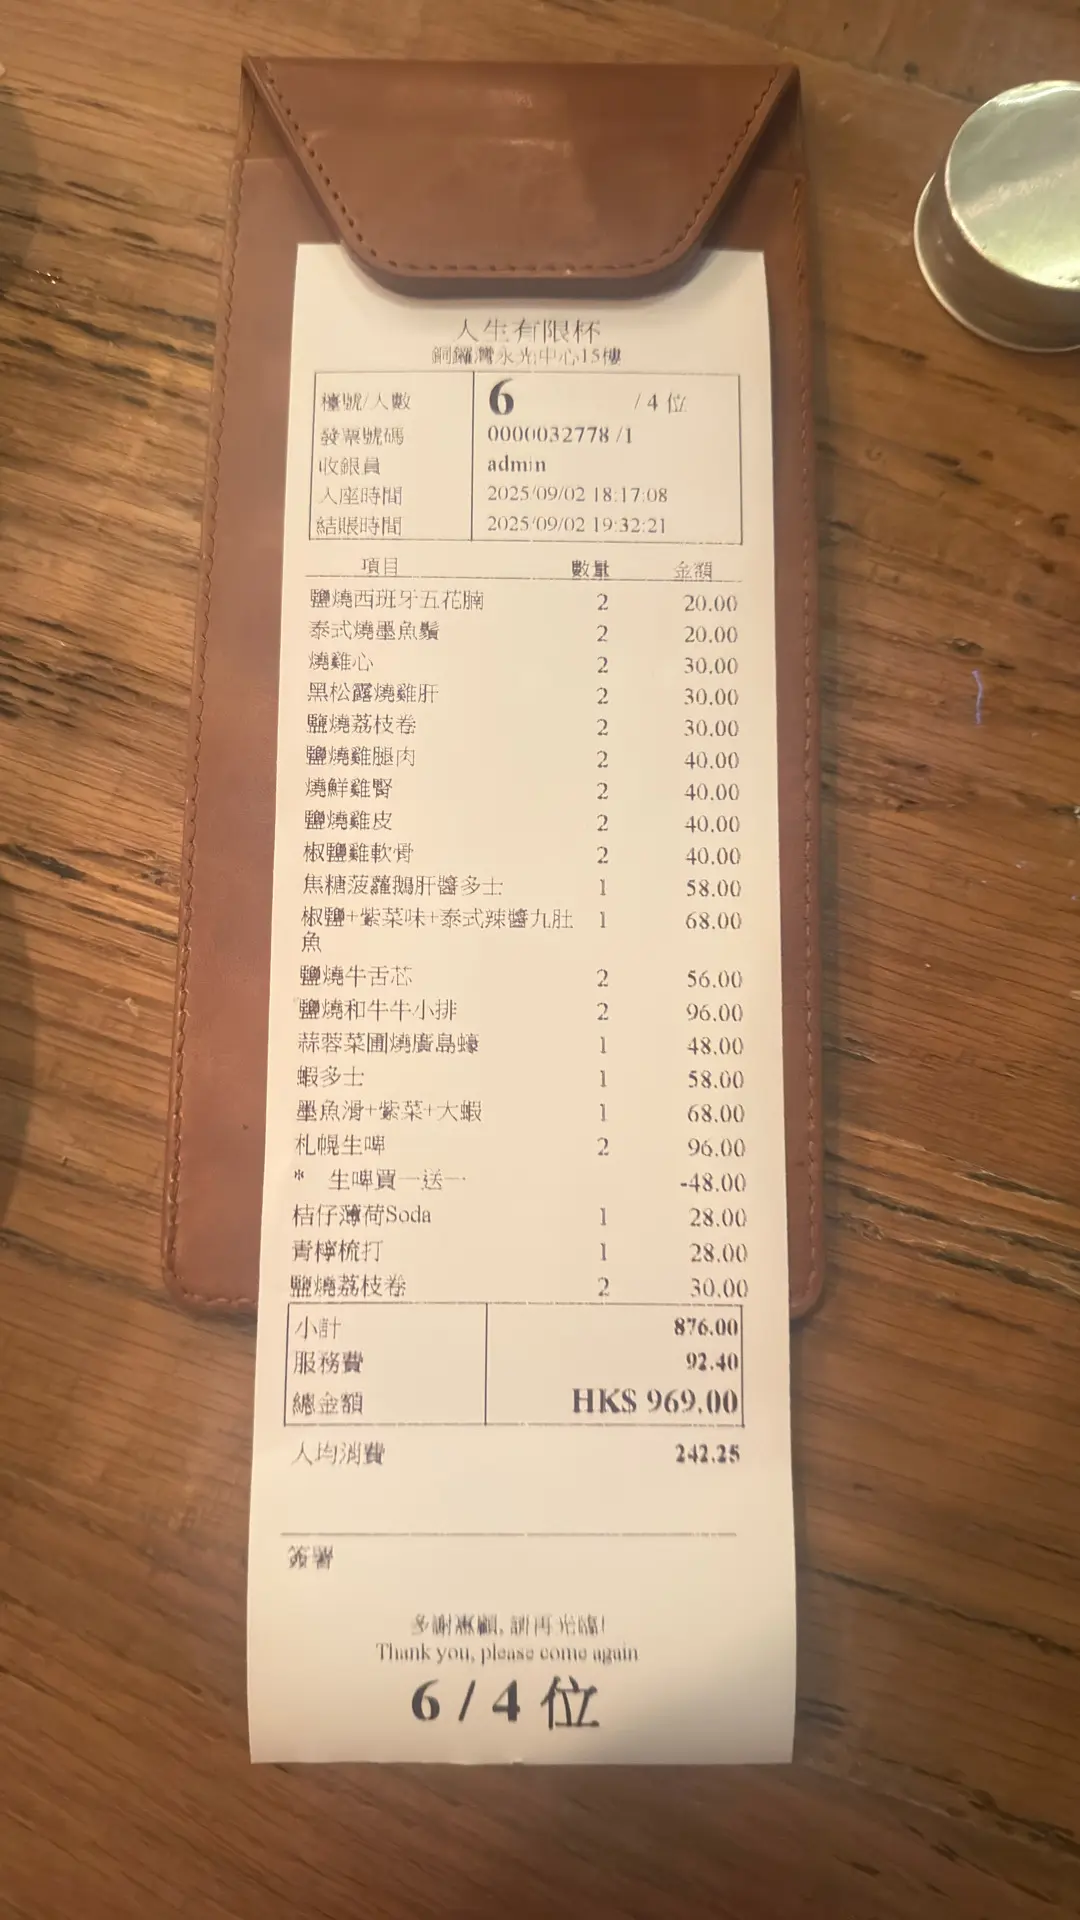 人生有限杯
銅鑼灣永光中心15樓
檯號/人數 6 / 4 位
發票號碼 0000032778 /1
收銀員 admin
入座時間 2025/09/02 18:17:08
結賬時間 2025/09/02 19:32:21
項目 數量 金額
鹽燒西班牙五花腩 2 20.00
泰式燒墨魚鬚 2 20.00
燒雞心 2 30.00
黑松露燒雞肝 2 30.00
鹽燒荔枝卷 2 30.00
鹽燒雞腿肉 2 40.00
燒鮮雞腎 2 40.00
鹽燒雞皮 2 40.00
椒鹽雞軟骨 2 40.00
焦糖菠蘿鵝肝醬多士 1 58.00
椒鹽+紫菜味+泰式辣醬九肚 1 68.00
魚
鹽燒牛舌芯 2 56.00
鹽燒和牛牛小排 2 96.00
蒜蓉菜圃燒廣島蠔 1 48.00
蝦多士 1 58.00
墨魚滑+紫菜+大蝦 1 68.00
札幌生啤 2 96.00
* 生啤買一送一 -48.00
桔仔薄荷Soda 1 28.00
青檸梳打 1 28.00
鹽燒荔枝卷 2 30.00
小計 876.00
服務費 92.40
總金額 HK$ 969.00
人均消費 242.25
簽署
多謝惠顧, 請再光臨!
Thank you, please come again
6 / 4 位